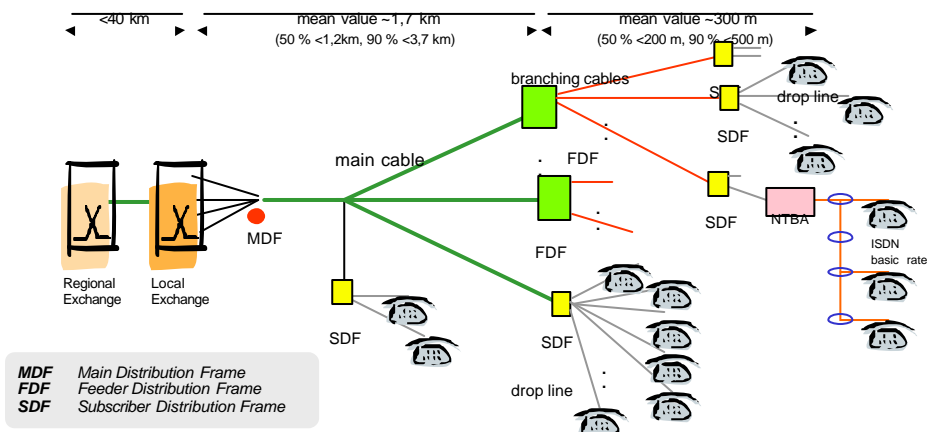 <40 km
mean value ~1,7 km
mean value ~300 m
(50 % <1,2km, 90 % <3,7 km)
(50 % <200 m, 90 % <500 m)
branching cables
S
drop line
SDF
main cable
FDF
SDF
NTBA
MDF
FDF
ISDN
basic rate
Regional
Exchange
Local
Exchange
SDF
SDF
drop line
MDF Main Distribution Frame
FDF Feeder Distribution Frame
SDF Subscriber Distribution Frame